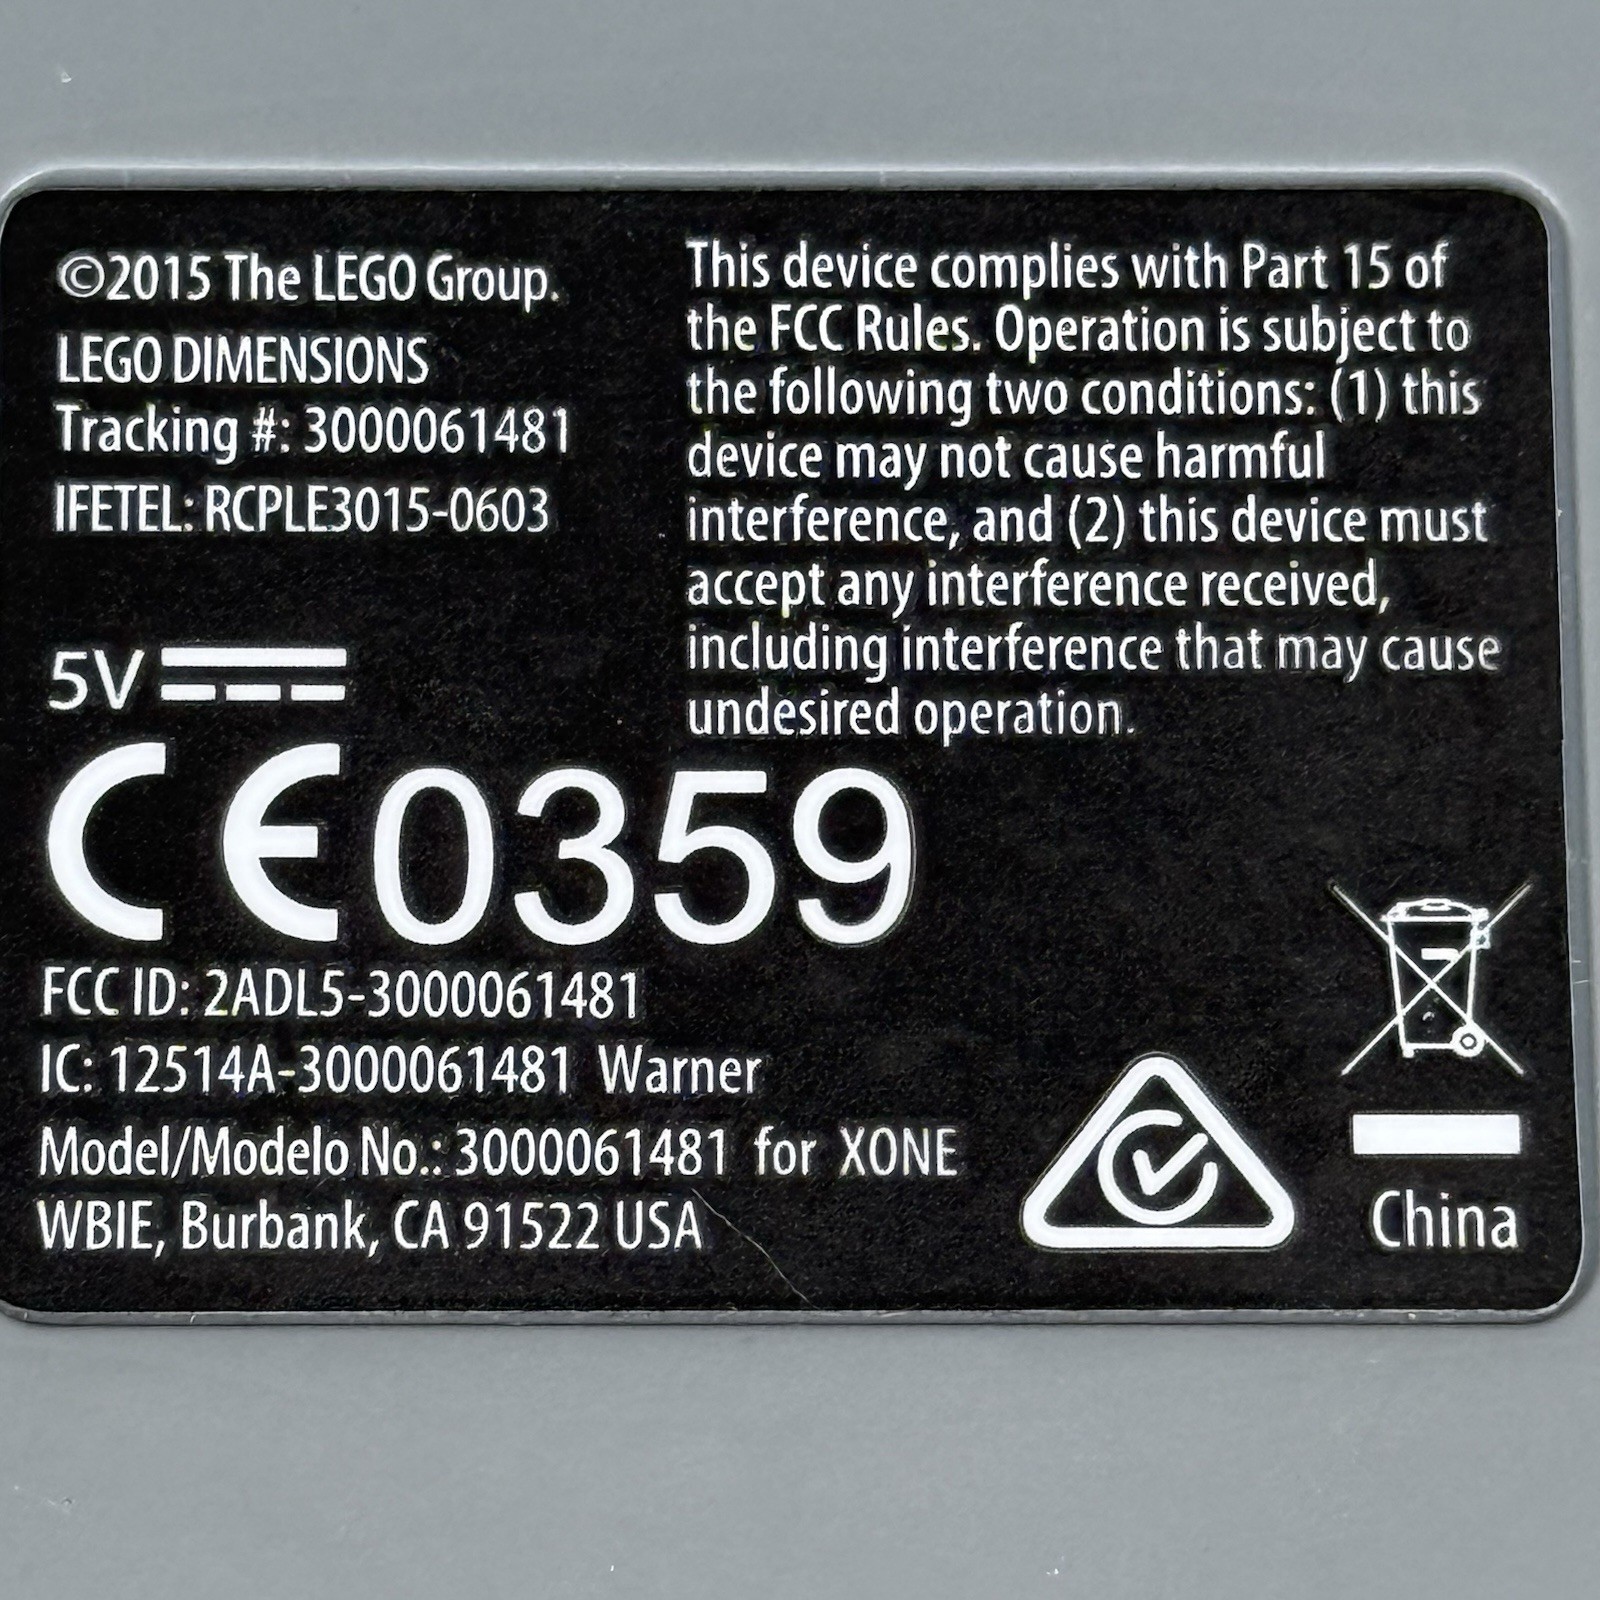 ©2015 The LEGO Group.
LEGO DIMENSIONS
Tracking #: 3000061481
IFETEL: RCPLE3015-0603
5V
CE0359
FCC ID: 2ADL5-3000061481
IC: 12514A-3000061481 Warner
Model/Modelo No.: 3000061481 for XONE
WBIE, Burbank, CA 91522 USA
This device complies with Part 15 of
the FCC Rules. Operation is subject to
the following two conditions: (1) this
device may not cause harmful
interference, and (2) this device must
accept any interference received,
including interference that may cause
undesired operation.
China